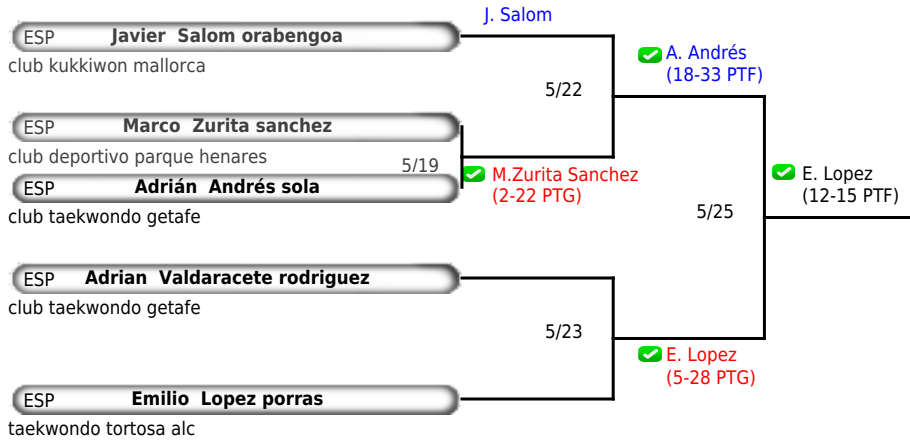 J. Salom
ESP Javier Salom orabengoa
club kukkiwon mallorca
A. Andrés
(18-33 PTF)
5/22
ESP Marco Zurita sanchez
club deportivo parque henares
5/19
M.Zurita Sanchez
(2-22 PTG)
ESP Adrián Andrés sola
club taekwondo getafe
E. Lopez
(12-15 PTF)
5/25
ESP Adrian Valdaracete rodriguez
club taekwondo getafe
5/23
E. Lopez
(5-28 PTG)
ESP Emilio Lopez porras
taekwondo tortosa alc